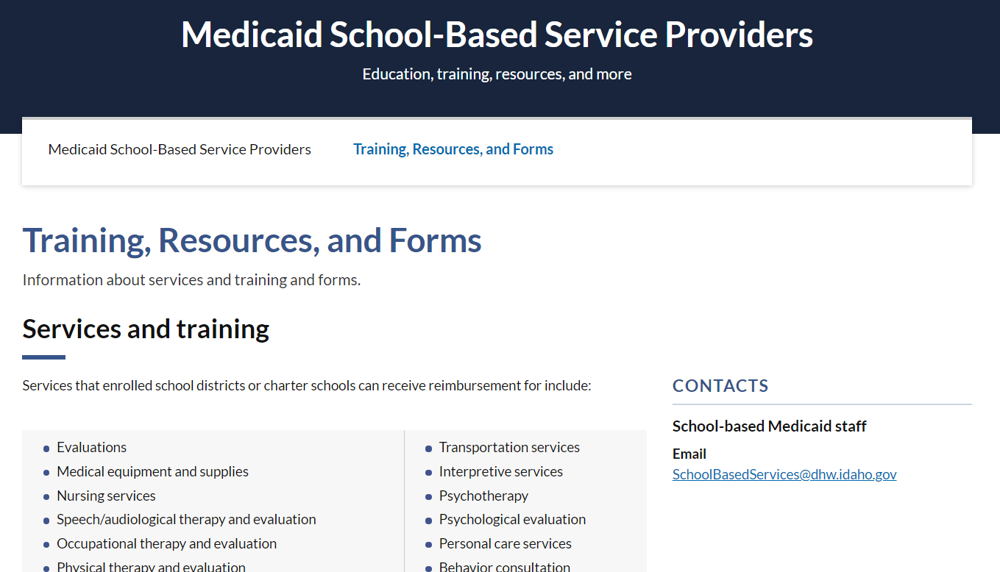 Medicaid School-Based Service Providers
Education, training, resources, and more
Medicaid School-Based Service Providers
Training, Resources, and Forms
Training, Resources, and Forms
Information about services and training and forms.
Services and training
Services that enrolled school districts or charter schools can receive reimbursement for include:
Evaluations
Medical equipment and supplies
Nursing services
Speech/audiological therapy and evaluation
Occupational therapy and evaluation
Physical therapy and evaluation
Transportation services
Interpretive services
Psychotherapy
Psychological evaluation
Personal care services
Behavior consultation
CONTACTS
School-based Medicaid staff
Email
SchoolBasedServices@dhw.idaho.gov